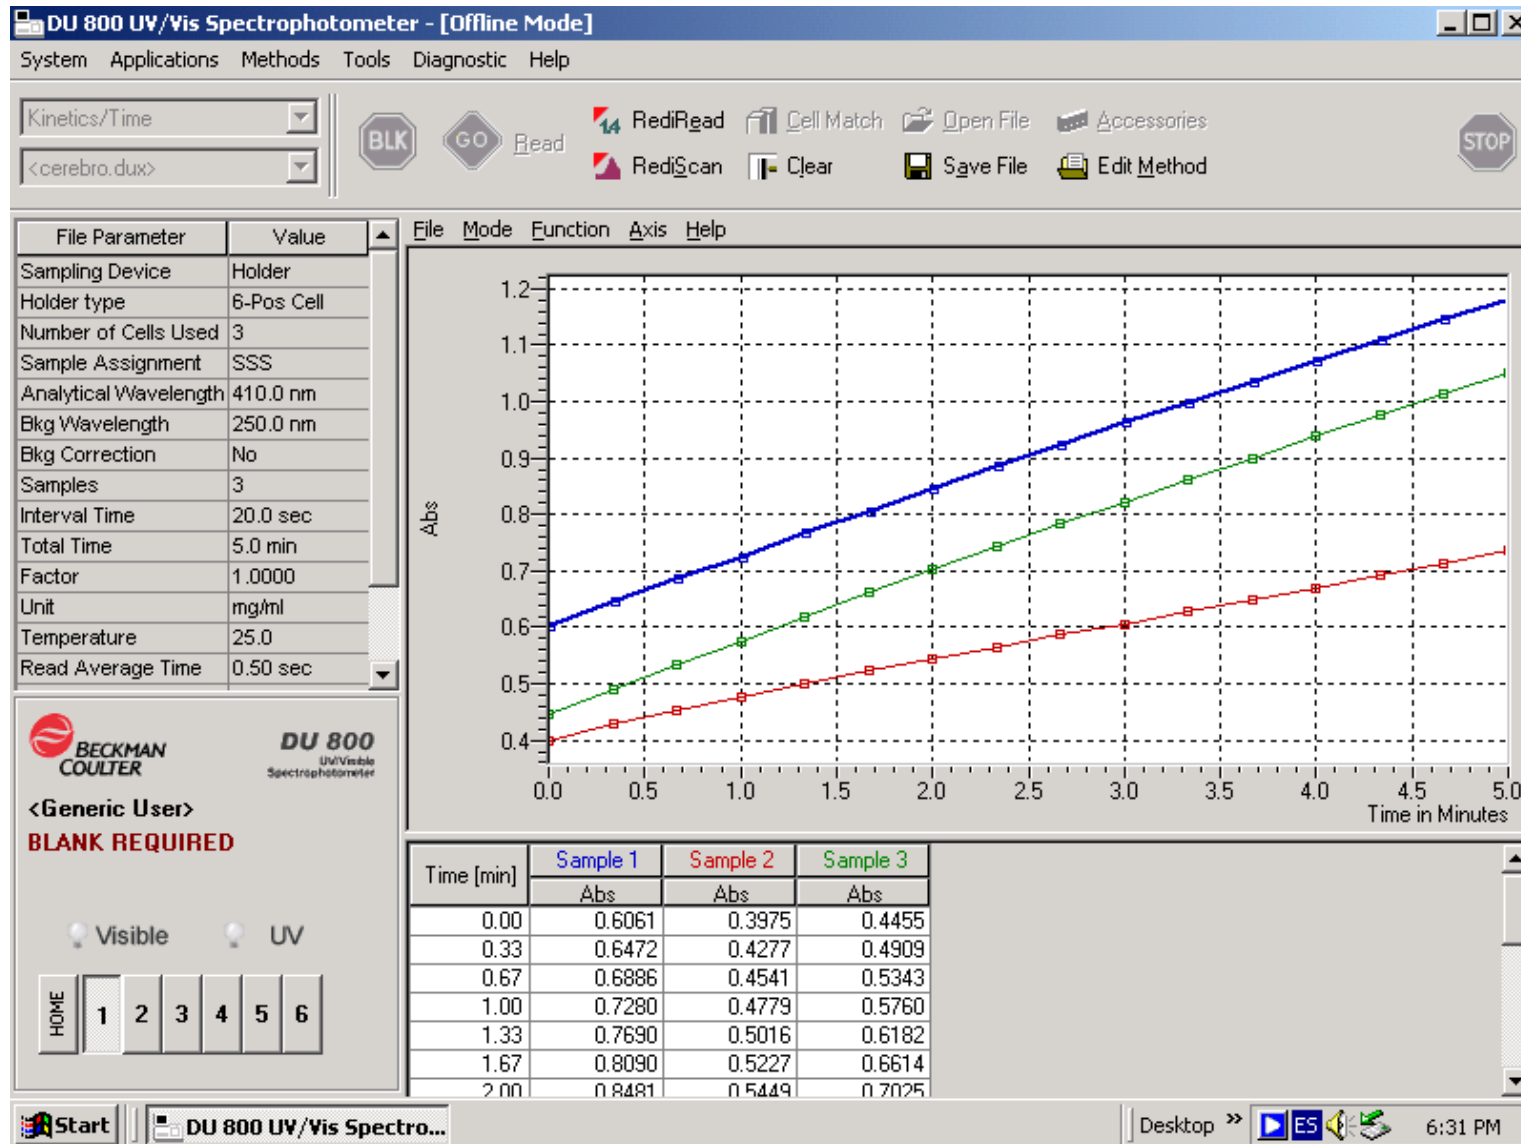 DU 800 UV/Vis Spectrophotometer - [Offline Mode]
System Applications Methods Tools Diagnostic Help
Kinetics/Time
<cerebro.dux>
BLK
GO
Read
RediRead
Cell Match
Open File
Accessories
RediScan
Clear
Save File
Edit Method
STOP
File Parameter Value
Sampling Device Holder
Holder type 6-Pos Cell
Number of Cells Used 3
Sample Assignment SSS
Analytical Wavelength 410.0 nm
Bkg Wavelength 250.0 nm
Bkg Correction No
Samples 3
Interval Time 20.0 sec
Total Time 5.0 min
Factor 1.0000
Unit mg/ml
Temperature 25.0
Read Average Time 0.50 sec
BECKMAN
COULTER
DU 800
UV/Visible
Spectrophotometer
<Generic User>
BLANK REQUIRED
Visible UV
HOME 1 2 3 4 5 6
File Mode Function Axis Help
Abs
1.2
1.1
1.0
0.9
0.8
0.7
0.6
0.5
0.4
0.0 0.5 1.0 1.5 2.0 2.5 3.0 3.5 4.0 4.5 5.0
Time in Minutes
Time [min] Sample 1 Sample 2 Sample 3
Abs Abs Abs
0.00 0.6061 0.3975 0.4455
0.33 0.6472 0.4277 0.4909
0.67 0.6886 0.4541 0.5343
1.00 0.7280 0.4779 0.5760
1.33 0.7690 0.5016 0.6182
1.67 0.8090 0.5227 0.6614
2.00 0.8481 0.5449 0.7025
Start
DU 800 UV/Vis Spectro...
Desktop »
ES
6:31 PM